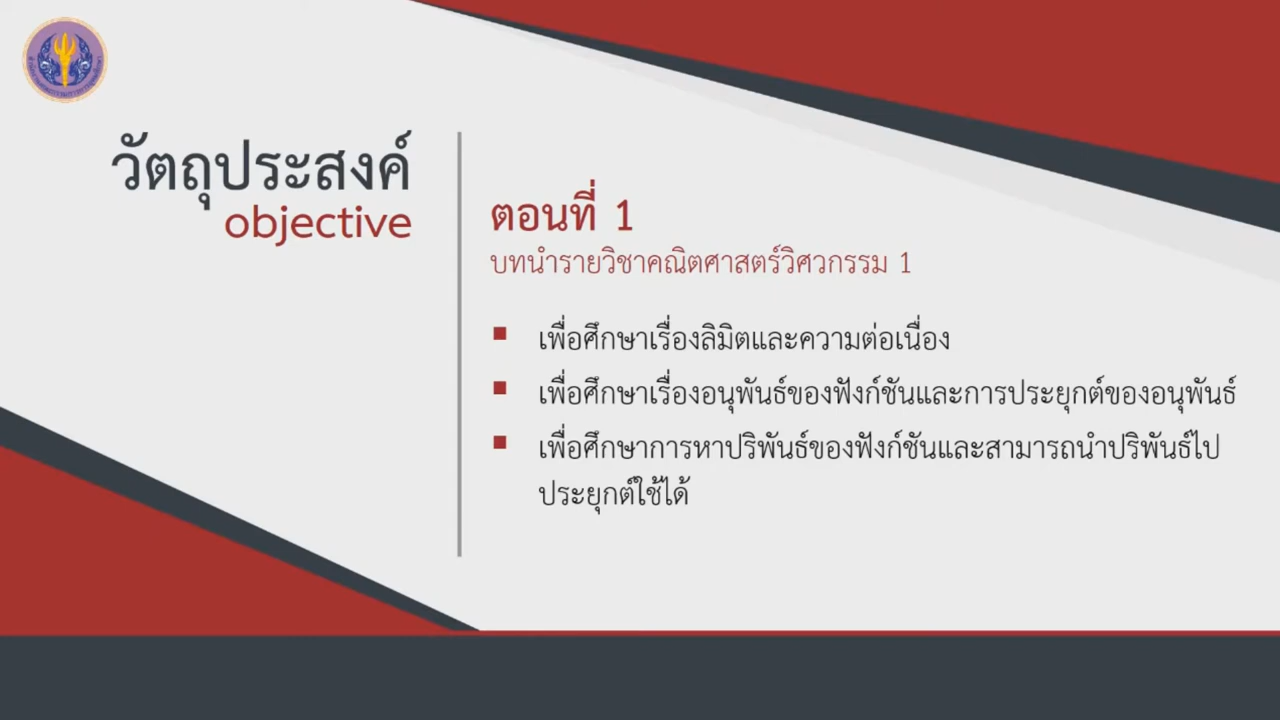 วัตถุประสงค์
objective
ตอนที่ 1
บทนำรายวิชาคณิตศาสตร์วิศวกรรม 1
เพื่อศึกษาเรื่องลิมิตและความต่อเนื่อง
เพื่อศึกษาเรื่องอนุพันธ์ของฟังก์ชันและการประยุกต์ของอนุพันธ์
เพื่อศึกษาการหาปริพันธ์ของฟังก์ชันและสามารถนำปริพันธ์ไป
ประยุกต์ใช้ได้